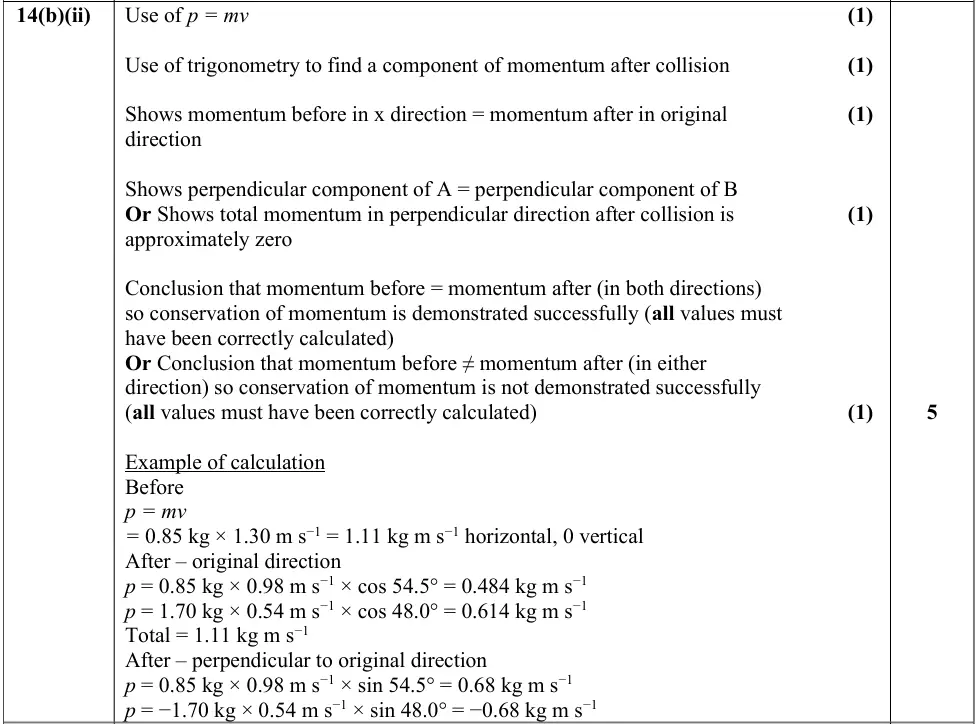 14(b)(ii) Use of p = mv (1)
Use of trigonometry to find a component of momentum after collision (1)
Shows momentum before in x direction = momentum after in original (1)
direction
Shows perpendicular component of A = perpendicular component of B
Or Shows total momentum in perpendicular direction after collision is (1)
approximately zero
Conclusion that momentum before = momentum after (in both directions)
so conservation of momentum is demonstrated successfully (all values must
have been correctly calculated)
Or Conclusion that momentum before ≠ momentum after (in either
direction) so conservation of momentum is not demonstrated successfully
(all values must have been correctly calculated) (1) 5
Example of calculation
Before
p = mv
= 0.85 kg × 1.30 m s⁻¹ = 1.11 kg m s⁻¹ horizontal, 0 vertical
After – original direction
p = 0.85 kg × 0.98 m s⁻¹ × cos 54.5° = 0.484 kg m s⁻¹
p = 1.70 kg × 0.54 m s⁻¹ × cos 48.0° = 0.614 kg m s⁻¹
Total = 1.11 kg m s⁻¹
After – perpendicular to original direction
p = 0.85 kg × 0.98 m s⁻¹ × sin 54.5° = 0.68 kg m s⁻¹
p = −1.70 kg × 0.54 m s⁻¹ × sin 48.0° = −0.68 kg m s⁻¹